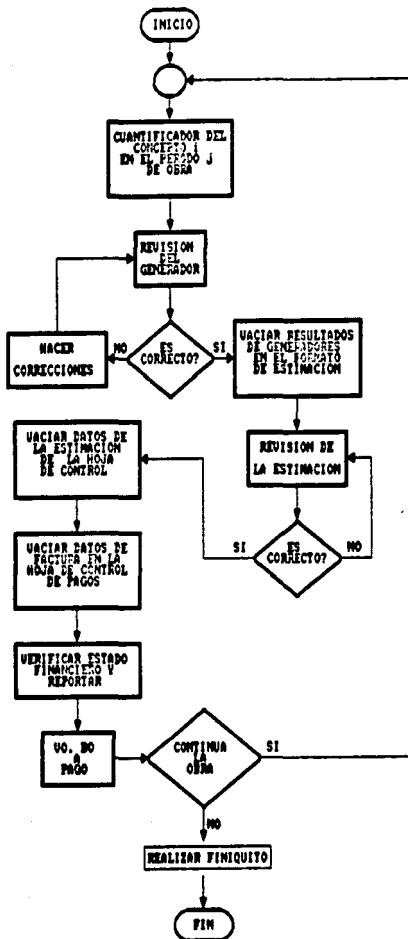 INICIO
CUANTIFICADOR DEL
CONCEPTO i
EN EL PERIODO j
DE OBRA
REVISION
DEL
GENERADOR
ES
CORRECTO?
NO
SI
HACER
CORRECCIONES
VACIAR RESULTADOS
DE GENERADORES
EN EL FORMATO
DE ESTIMACION
REVISION DE
LA ESTIMACION
ES
CORRECTO?
SI
NO
VACIAR DATOS DE
LA ESTIMACION
DE LA HOJA
DE CONTROL
VACIAR DATOS DE
FACTURA EN LA
HOJA DE CONTROL
DE PAGOS
VERIFICAR ESTADO
FINANCIERO Y
REPORTAR
VO. BO
A
PAGO
CONTINUA
LA
OBRA
SI
NO
REALIZAR FINIQUITO
FIN